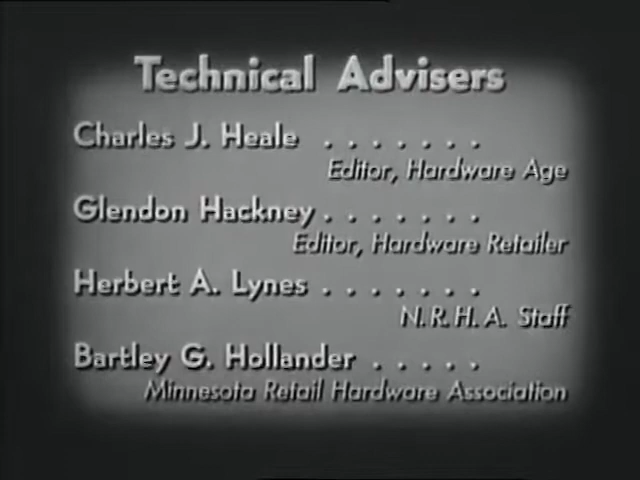 Technical Advisers
Charles J. Heale . . . . . . .
Editor, Hardware Age
Glendon Hackney . . . . . . .
Editor, Hardware Retailer
Herbert A. Lynes . . . . . . .
N.R.H.A. Staff
Bartley G. Hollander . . . . .
Minnesota Retail Hardware Association